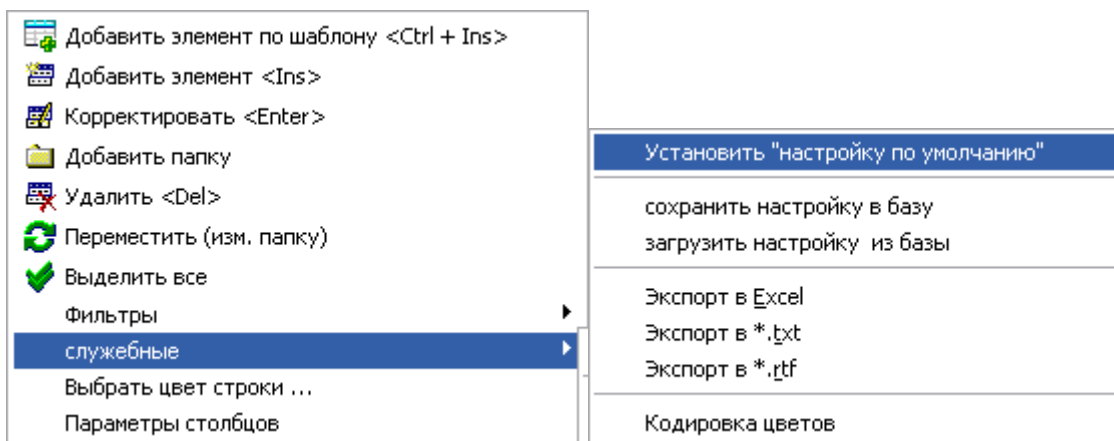 Добавить элемент по шаблону <Ctrl + Ins>
Добавить элемент <Ins>
Корректировать <Enter>
Добавить папку
Удалить <Del>
Переместить (изм. папку)
Выделить все
Фильтры
служебные
Выбрать цвет строки ...
Параметры столбцов
Установить "настройку по умолчанию"
сохранить настройку в базу
загрузить настройку  из базы
Экспорт в Excel
Экспорт в *.txt
Экспорт в *.rtf
Кодировка цветов